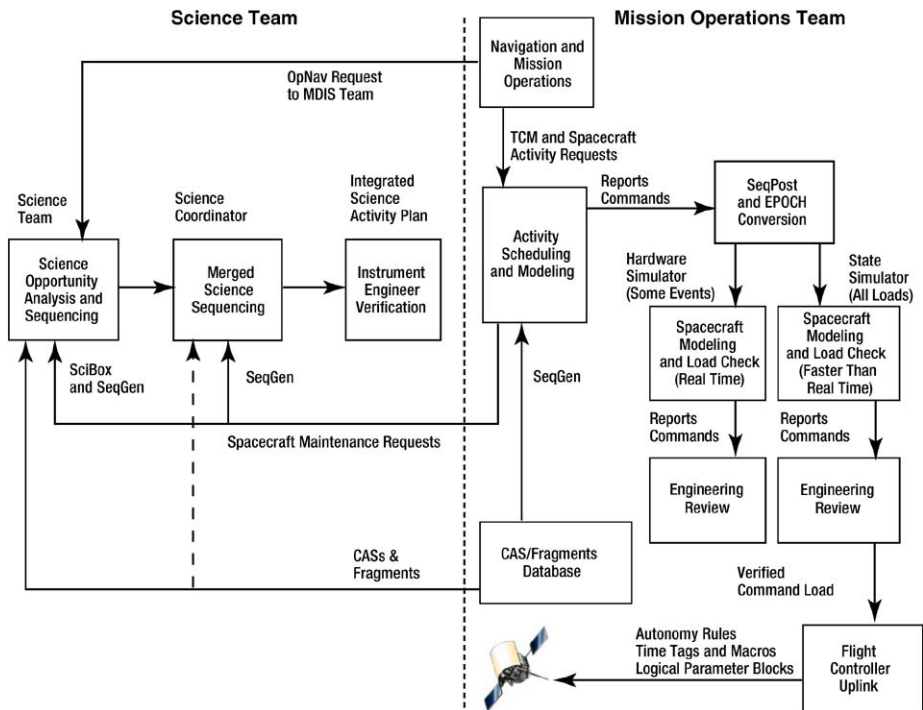 Science Team
Mission Operations Team
Navigation and
Mission
Operations
OpNav Request
to MDIS Team
TCM and Spacecraft
Activity Requests
Science
Team
Science
Coordinator
Integrated
Science
Activity Plan
Reports
Commands
SeqPost
and EPOCH
Conversion
Science
Opportunity
Analysis and
Sequencing
Merged
Science
Sequencing
Instrument
Engineer
Verification
Activity
Scheduling
and Modeling
Hardware
Simulator
(Some Events)
State
Simulator
(All Loads)
Spacecraft
Modeling
and Load Check
(Real Time)
Spacecraft
Modeling
and Load Check
(Faster Than
Real Time)
SciBox
and SeqGen
SeqGen
SeqGen
Spacecraft Maintenance Requests
Reports
Commands
Reports
Commands
Engineering
Review
Engineering
Review
CASs &
Fragments
CAS/Fragments
Database
Verified
Command Load
Autonomy Rules
Time Tags and Macros
Logical Parameter Blocks
Flight
Controller
Uplink